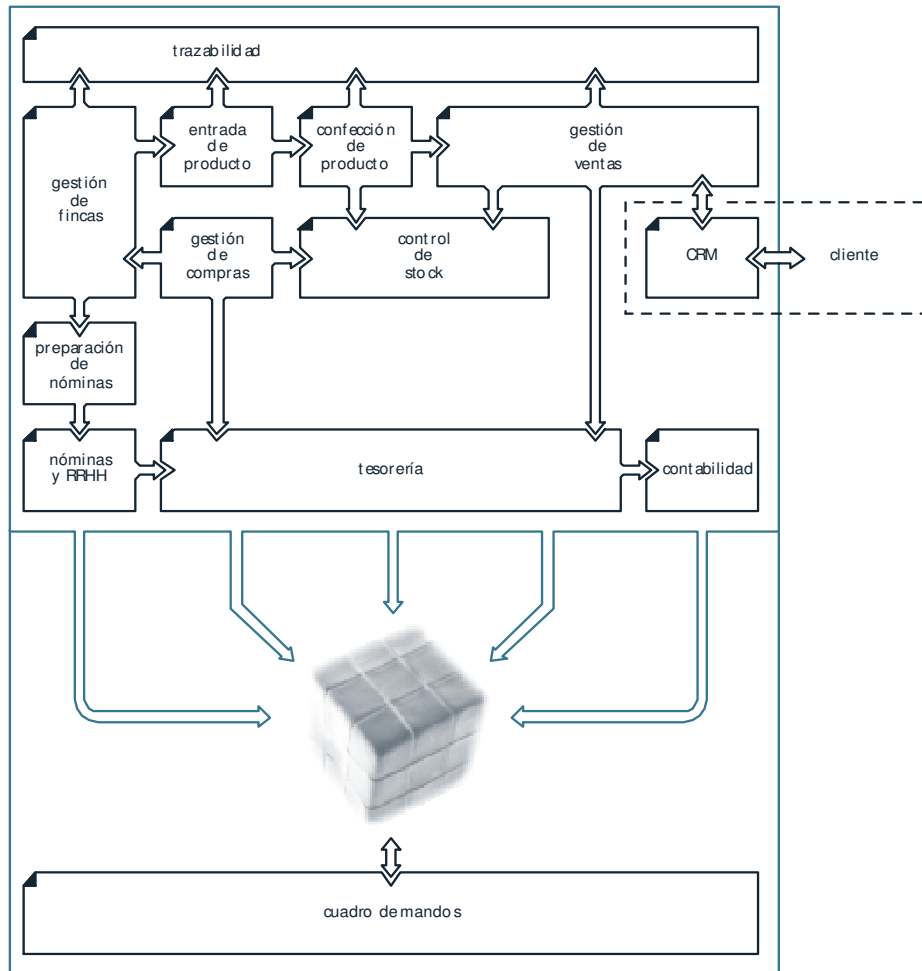 trazabilidad
entrada
de
producto
confección
de
producto
gestión
de
ventas
gestión
de
fincas
gestión
de
compras
control
de
stock
CRM
cliente
preparación
de
nóminas
nóminas
y RRHH
tesorería
contabilidad
cuadro de mandos